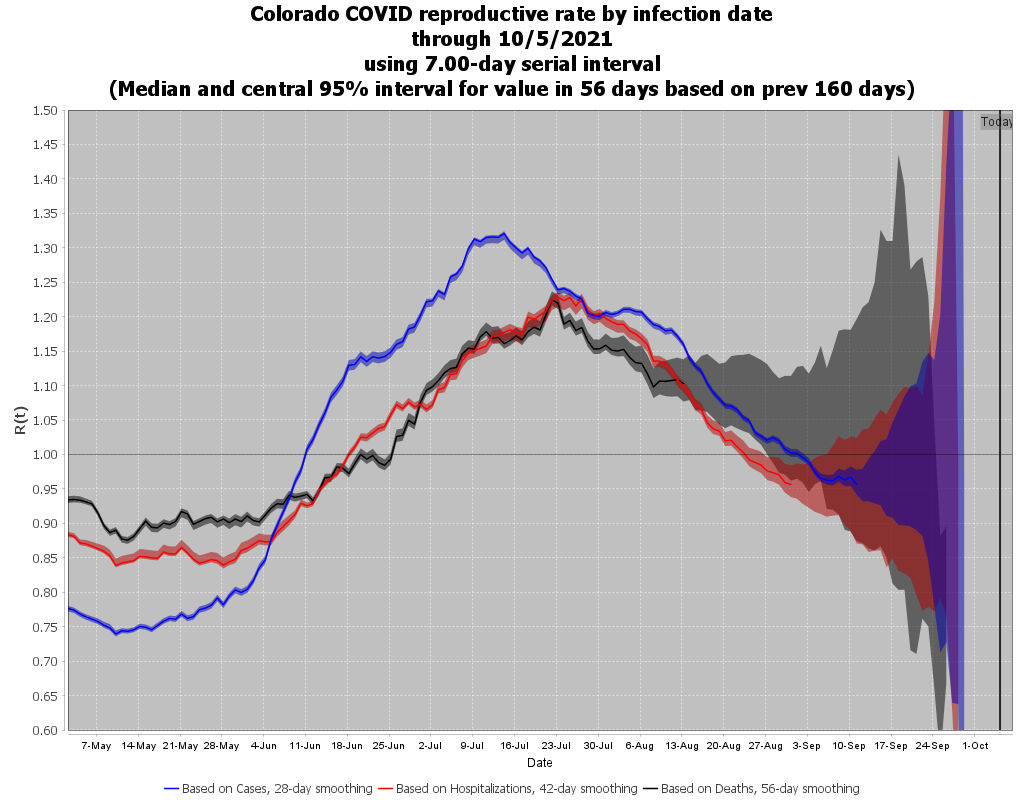 Colorado COVID reproductive rate by infection date
through 10/5/2021
using 7.00-day serial interval
(Median and central 95% interval for value in 56 days based on prev 160 days)
1.50
Today
1.45
1.40
1.35
1.30
1.25
1.20
1.15
1.10
1.05
R(t)
1.00
0.95
0.90
0.85
0.80
0.75
0.70
0.65
0.60
7-May 14-May 21-May 28-May 4-Jun 11-Jun 18-Jun 25-Jun 2-Jul 9-Jul 16-Jul 23-Jul 30-Jul 6-Aug 13-Aug 20-Aug 27-Aug 3-Sep 10-Sep 17-Sep 24-Sep 1-Oct
Date
Based on Cases, 28-day smoothing Based on Hospitalizations, 42-day smoothing Based on Deaths, 56-day smoothing